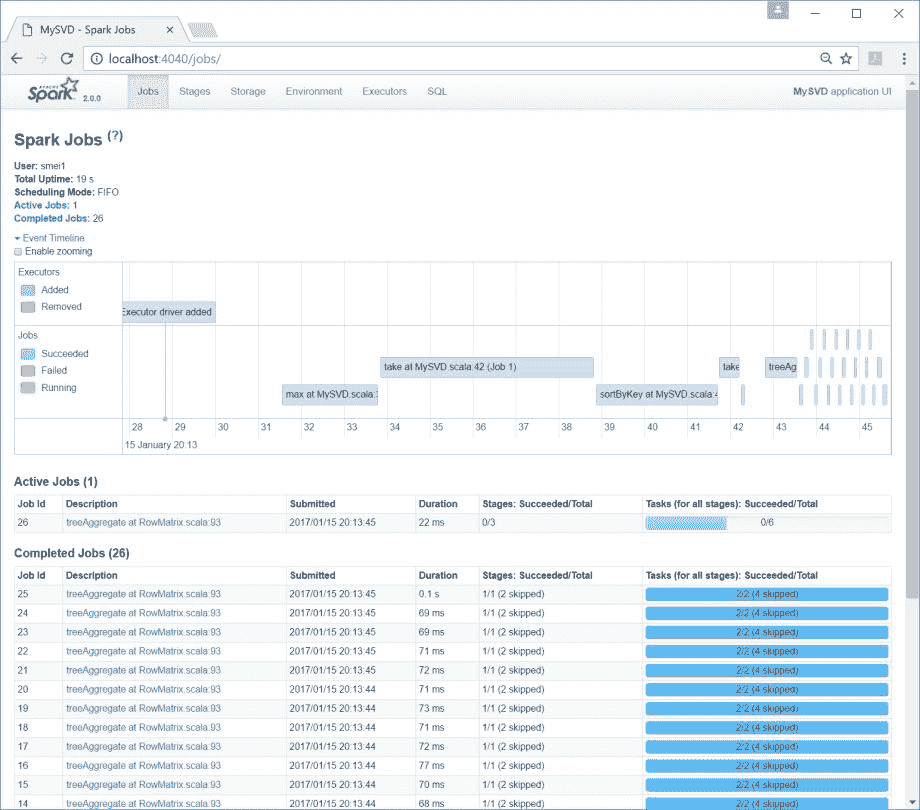 MySVD - Spark Jobs
localhost:4040/jobs/
APACHE Spark 2.0.0 Jobs Stages Storage Environment Executors SQL MySVD application UI
Spark Jobs (?)
User: smei1
Total Uptime: 19 s
Scheduling Mode: FIFO
Active Jobs: 1
Completed Jobs: 26
Event Timeline
Enable zooming
Executors
Added
Removed
Executor driver added
Jobs
Succeeded
Failed
Running
take at MySVD.scala:42 (Job 1)
take
treeAg
max at MySVD.scala:3
sortByKey at MySVD.scala:4
28 29 30 31 32 33 34 35 36 37 38 39 40 41 42 43 44 45
15 January 20:13
Active Jobs (1)
Job Id Description Submitted Duration Stages: Succeeded/Total Tasks (for all stages): Succeeded/Total
26 treeAggregate at RowMatrix.scala:93 2017/01/15 20:13:45 22 ms 0/3 0/6
Completed Jobs (26)
Job Id Description Submitted Duration Stages: Succeeded/Total Tasks (for all stages): Succeeded/Total
25 treeAggregate at RowMatrix.scala:93 2017/01/15 20:13:45 0.1 s 1/1 (2 skipped) 2/2 (4 skipped)
24 treeAggregate at RowMatrix.scala:93 2017/01/15 20:13:45 69 ms 1/1 (2 skipped) 2/2 (4 skipped)
23 treeAggregate at RowMatrix.scala:93 2017/01/15 20:13:45 69 ms 1/1 (2 skipped) 2/2 (4 skipped)
22 treeAggregate at RowMatrix.scala:93 2017/01/15 20:13:45 71 ms 1/1 (2 skipped) 2/2 (4 skipped)
21 treeAggregate at RowMatrix.scala:93 2017/01/15 20:13:45 72 ms 1/1 (2 skipped) 2/2 (4 skipped)
20 treeAggregate at RowMatrix.scala:93 2017/01/15 20:13:44 71 ms 1/1 (2 skipped) 2/2 (4 skipped)
19 treeAggregate at RowMatrix.scala:93 2017/01/15 20:13:44 73 ms 1/1 (2 skipped) 2/2 (4 skipped)
18 treeAggregate at RowMatrix.scala:93 2017/01/15 20:13:44 71 ms 1/1 (2 skipped) 2/2 (4 skipped)
17 treeAggregate at RowMatrix.scala:93 2017/01/15 20:13:44 72 ms 1/1 (2 skipped) 2/2 (4 skipped)
16 treeAggregate at RowMatrix.scala:93 2017/01/15 20:13:44 77 ms 1/1 (2 skipped) 2/2 (4 skipped)
15 treeAggregate at RowMatrix.scala:93 2017/01/15 20:13:44 70 ms 1/1 (2 skipped) 2/2 (4 skipped)
14 treeAggregate at RowMatrix.scala:93 2017/01/15 20:13:44 68 ms 1/1 (2 skipped) 2/2 (4 skipped)